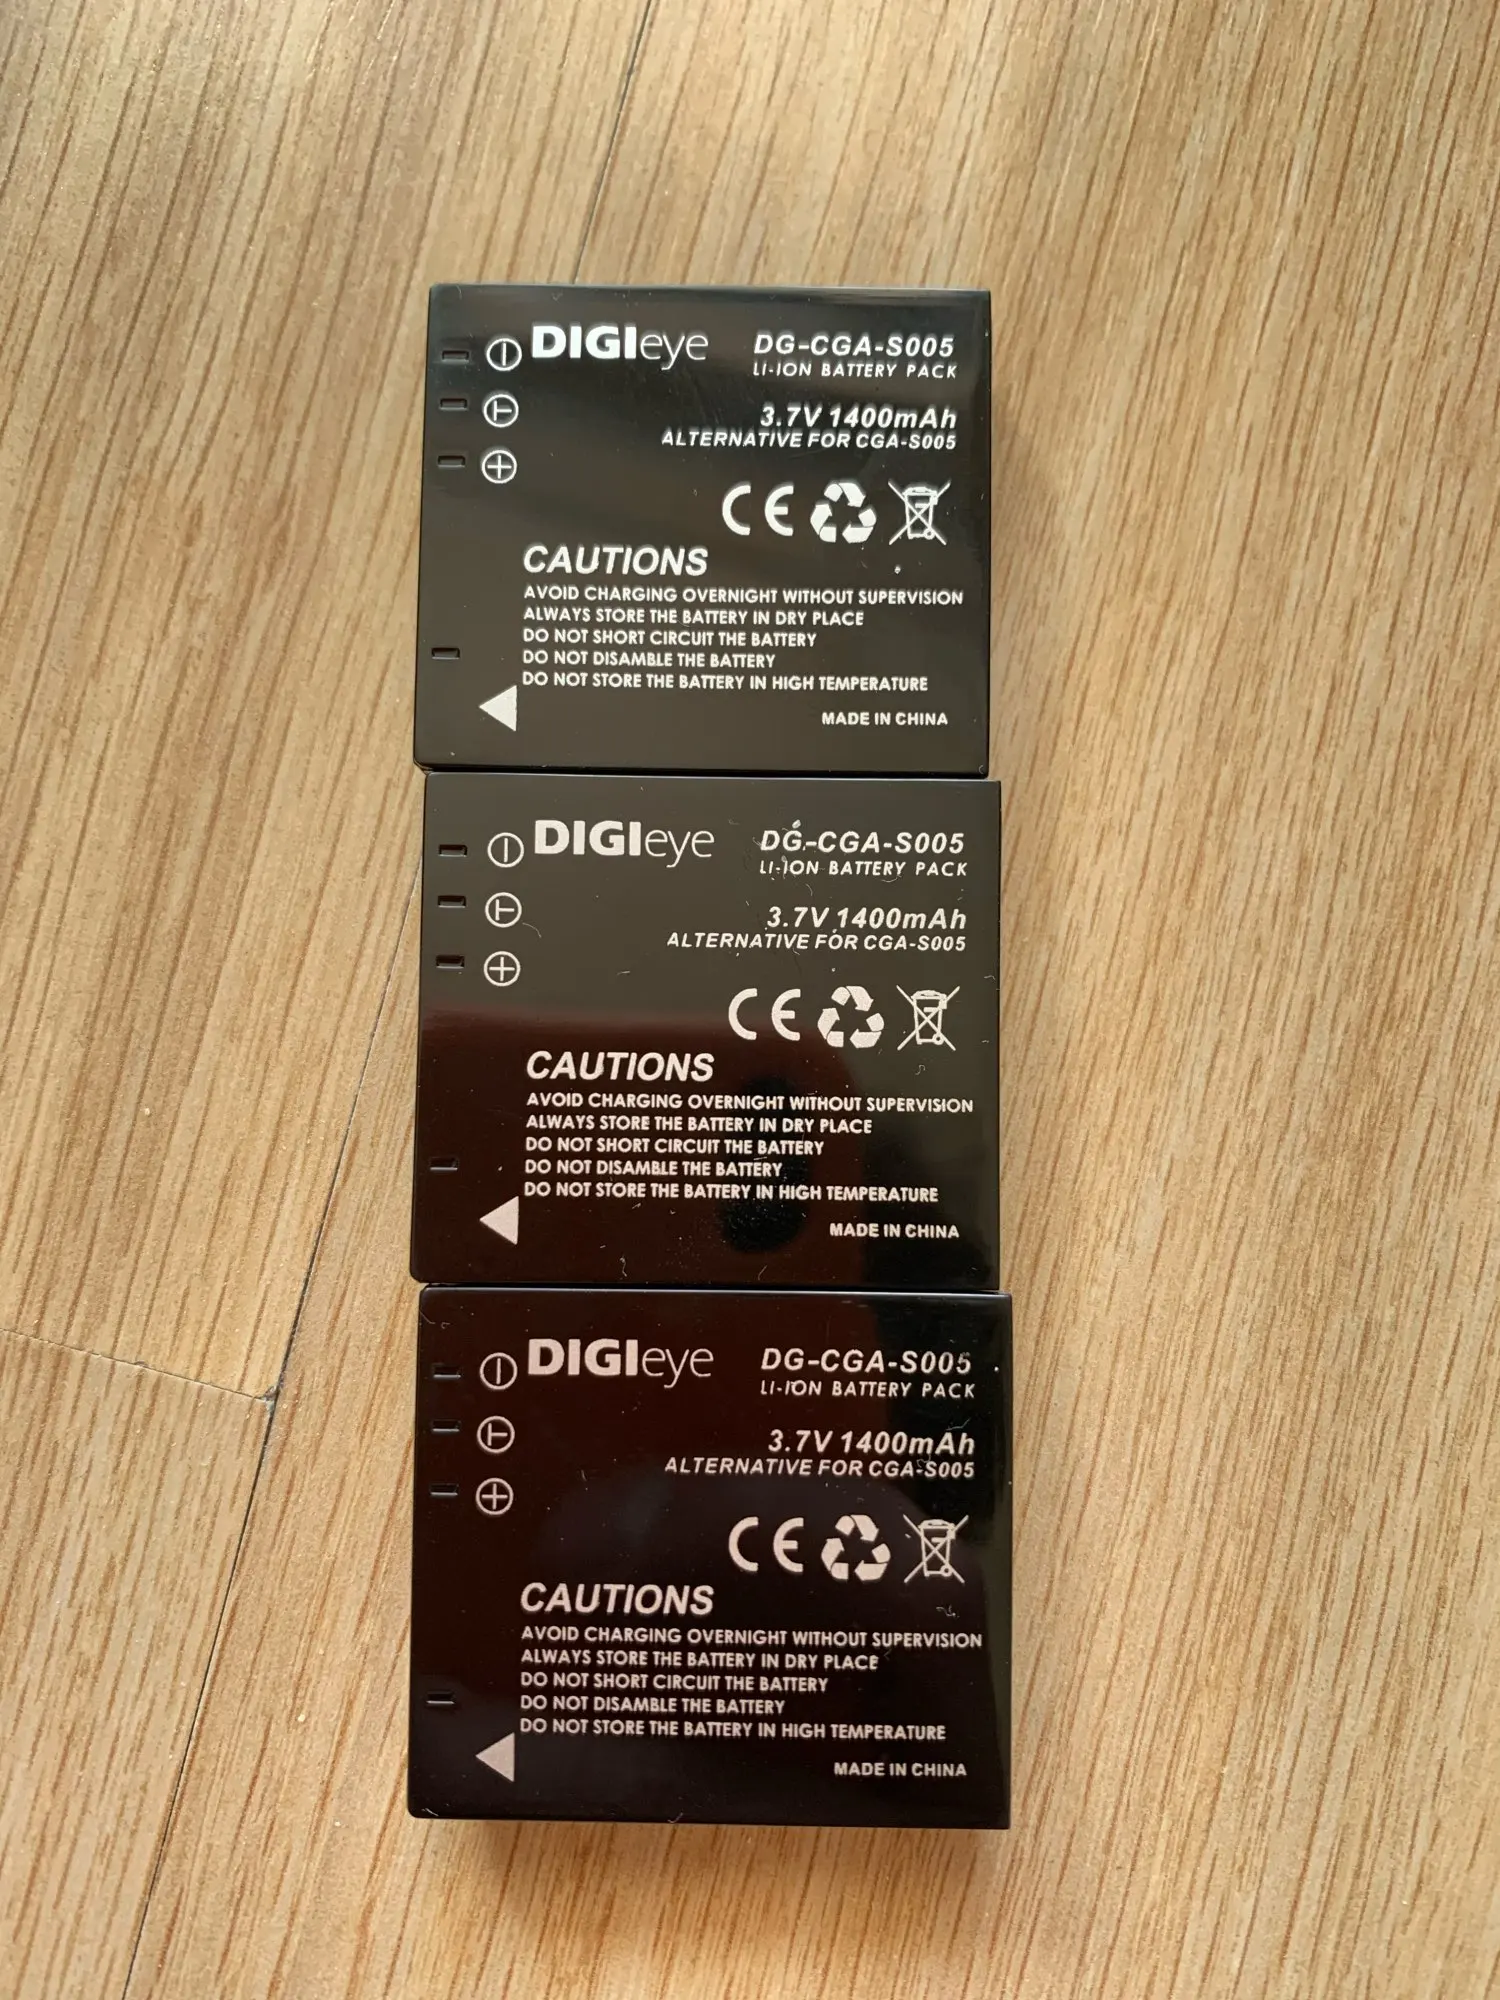 DIGIeye DG-CGA-S005
LI-ION BATTERY PACK
3.7V 1400mAh
ALTERNATIVE FOR CGA-S005
CE
CAUTIONS
AVOID CHARGING OVERNIGHT WITHOUT SUPERVISION
ALWAYS STORE THE BATTERY IN DRY PLACE
DO NOT SHORT CIRCUIT THE BATTERY
DO NOT DISAMBLE THE BATTERY
DO NOT STORE THE BATTERY IN HIGH TEMPERATURE
MADE IN CHINA
DIGIeye DG-CGA-S005
LI-ION BATTERY PACK
3.7V 1400mAh
ALTERNATIVE FOR CGA-S005
CE
CAUTIONS
AVOID CHARGING OVERNIGHT WITHOUT SUPERVISION
ALWAYS STORE THE BATTERY IN DRY PLACE
DO NOT SHORT CIRCUIT THE BATTERY
DO NOT DISAMBLE THE BATTERY
DO NOT STORE THE BATTERY IN HIGH TEMPERATURE
MADE IN CHINA
DIGIeye DG-CGA-S005
LI-ION BATTERY PACK
3.7V 1400mAh
ALTERNATIVE FOR CGA-S005
CE
CAUTIONS
AVOID CHARGING OVERNIGHT WITHOUT SUPERVISION
ALWAYS STORE THE BATTERY IN DRY PLACE
DO NOT SHORT CIRCUIT THE BATTERY
DO NOT DISAMBLE THE BATTERY
DO NOT STORE THE BATTERY IN HIGH TEMPERATURE
MADE IN CHINA